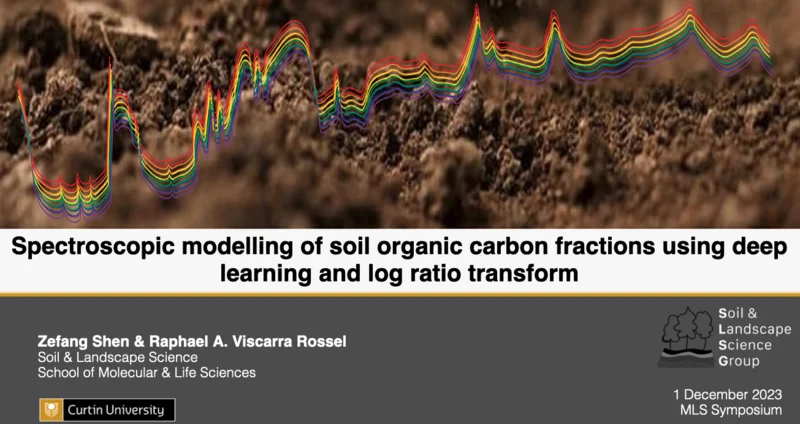 Spectroscopic modelling of soil organic carbon fractions using deep
learning and log ratio transform
Zefang Shen & Raphael A. Viscarra Rossel
Soil & Landscape Science
School of Molecular & Life Sciences
Curtin University
Soil &
Landscape
Science
Group
1 December 2023
MLS Symposium